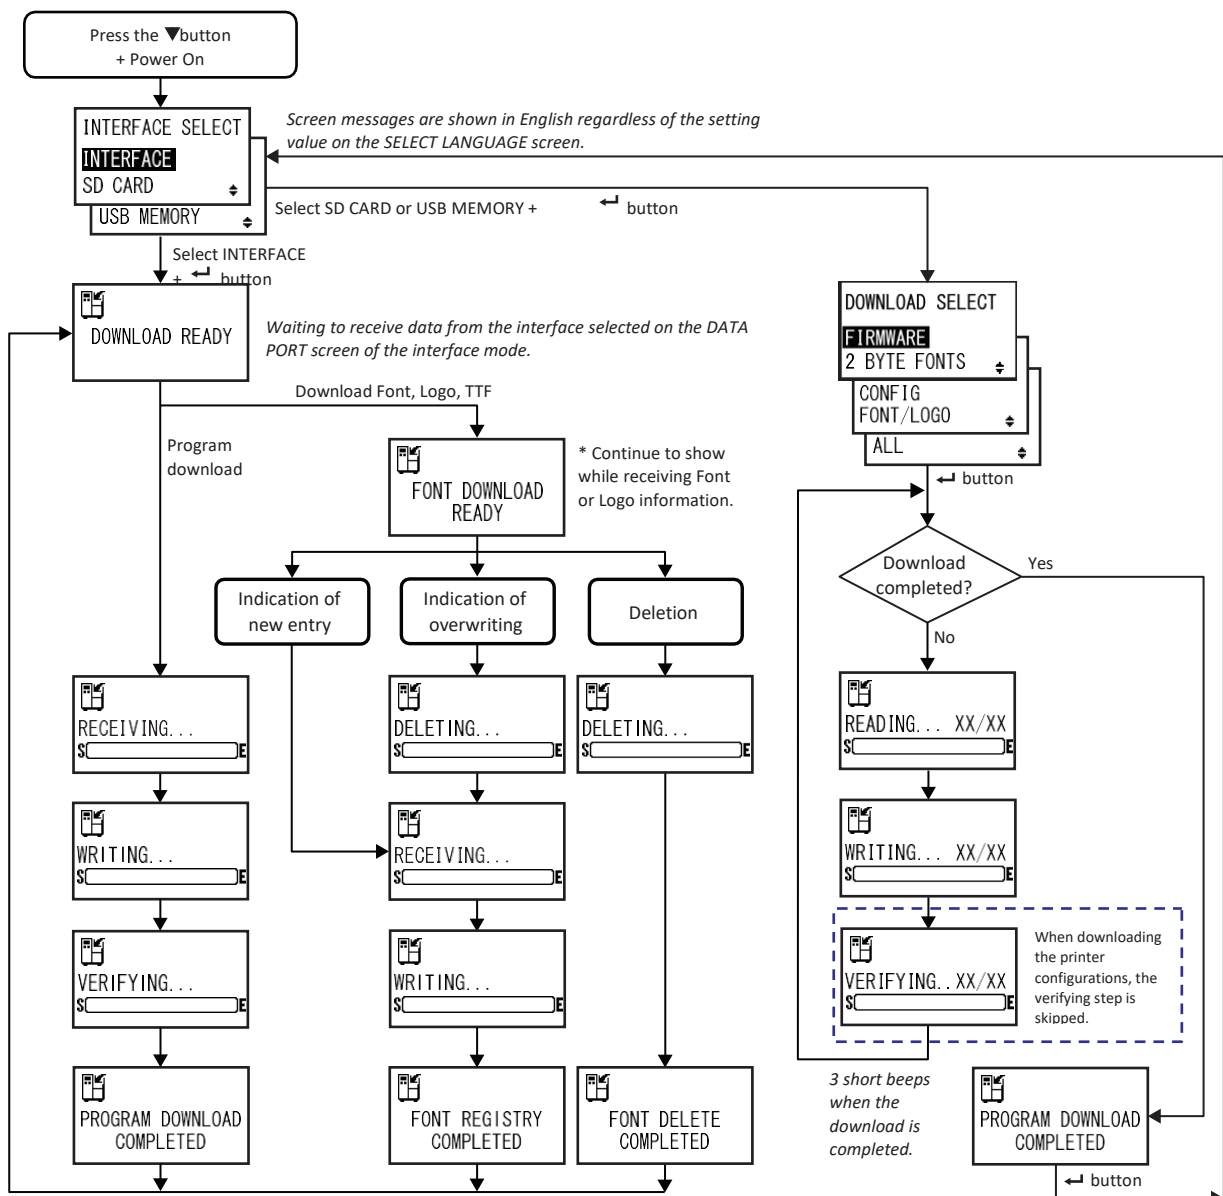 Press the ▼button
+ Power On
INTERFACE SELECT
INTERFACE
SD CARD
USB MEMORY
Screen messages are shown in English regardless of the setting
value on the SELECT LANGUAGE screen.
Select SD CARD or USB MEMORY + ↵ button
Select INTERFACE
+ ↵ button
DOWNLOAD READY
Waiting to receive data from the interface selected on the DATA
PORT screen of the interface mode.
DOWNLOAD SELECT
FIRMWARE
2 BYTE FONTS
CONFIG
FONT/LOGO
ALL
↵ button
Download Font, Logo, TTF
Program
download
FONT DOWNLOAD
READY
* Continue to show
while receiving Font
or Logo information.
Download
completed?
Yes
No
Indication of
new entry
Indication of
overwriting
Deletion
RECEIVING...
S E
DELETING...
S E
DELETING...
S E
READING... XX/XX
S E
WRITING...
S E
RECEIVING...
S E
WRITING... XX/XX
S E
VERIFYING...
S E
WRITING...
S E
VERIFYING..XX/XX
S E
When downloading
the printer
configurations, the
verifying step is
skipped.
PROGRAM DOWNLOAD
COMPLETED
FONT REGISTRY
COMPLETED
FONT DELETE
COMPLETED
3 short beeps
when the
download is
completed.
PROGRAM DOWNLOAD
COMPLETED
↵ button